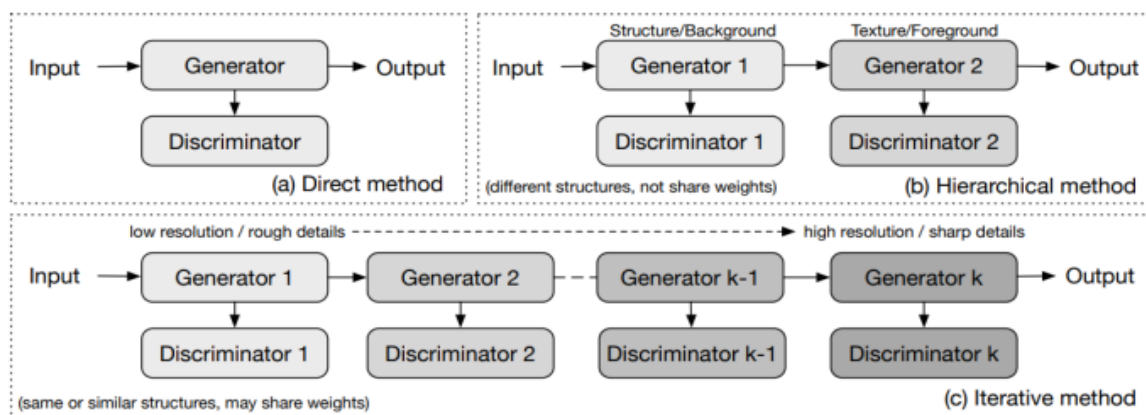 Input
Generator
Output
Discriminator
(a) Direct method
Structure/Background
Texture/Foreground
Input
Generator 1
Generator 2
Output
Discriminator 1
Discriminator 2
(different structures, not share weights)
(b) Hierarchical method
low resolution / rough details
high resolution / sharp details
Input
Generator 1
Generator 2
Generator k-1
Generator k
Output
Discriminator 1
Discriminator 2
Discriminator k-1
Discriminator k
(same or similar structures, may share weights)
(c) Iterative method